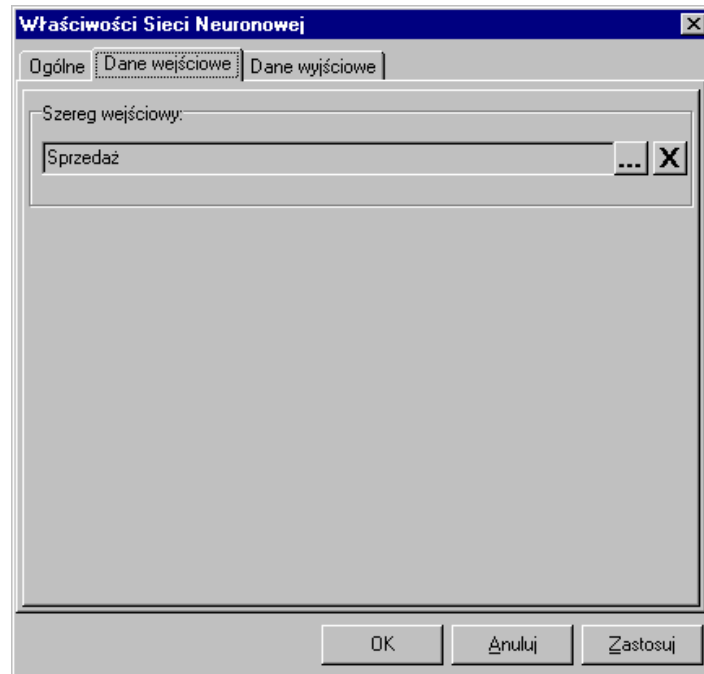 Właściwości Sieci Neuronowej
Ogólne Dane wejściowe Dane wyjściowe
Szereg wejściowy:
Sprzedaż ... X
OK Anuluj Zastosuj